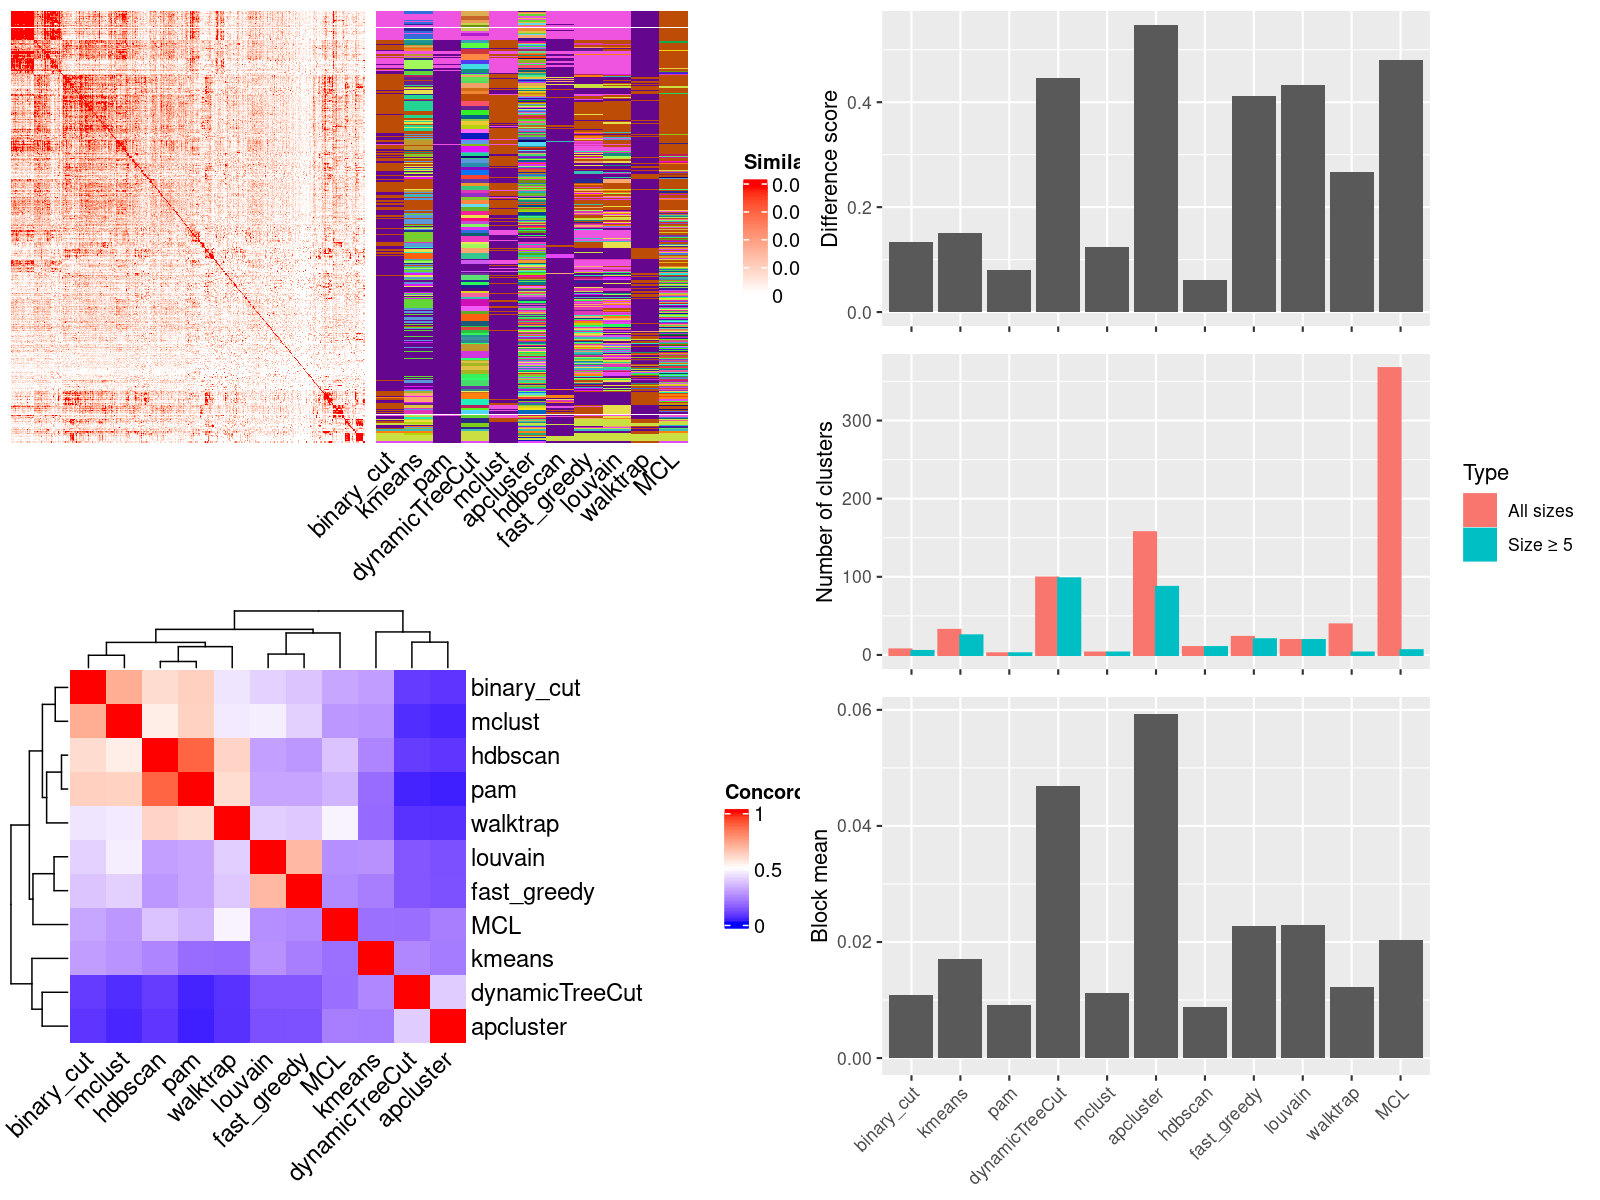 Simila
0.0
0.0
0.0
0.0
0
binary_cut
kmeans
pam
dynamicTreeCut
mclust
apcluster
hdbscan
fast_greedy
louvain
walktrap
MCL
binary_cut
mclust
hdbscan
pam
walktrap
louvain
fast_greedy
MCL
kmeans
dynamicTreeCut
apcluster
binary_cut
mclust
hdbscan
pam
walktrap
louvain
fast_greedy
MCL
kmeans
dynamicTreeCut
apcluster
Concord
1
0.5
0
Difference score
0.4
0.2
0.0
Number of clusters
300
200
100
0
Type
All sizes
Size ≥ 5
Block mean
0.06
0.04
0.02
0.00
binary_cut
kmeans
pam
dynamicTreeCut
mclust
apcluster
hdbscan
fast_greedy
louvain
walktrap
MCL